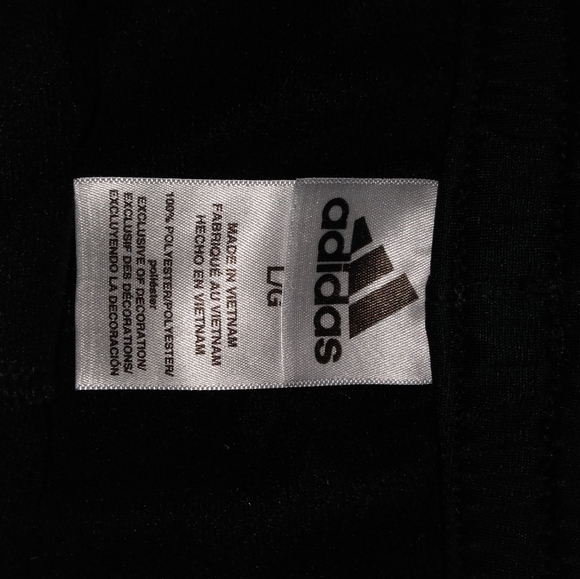 adidas
L/G
MADE IN VIETNAM
FABRIQUÉ AU VIETNAM
HECHO EN VIETNAM
100% POLYESTER/POLYESTER/
poliéster
EXCLUSIVE OF DECORATION/
EXCLUSIF DES DÉCORATIONS/
EXCLUYENDO LA DECORACIÓN